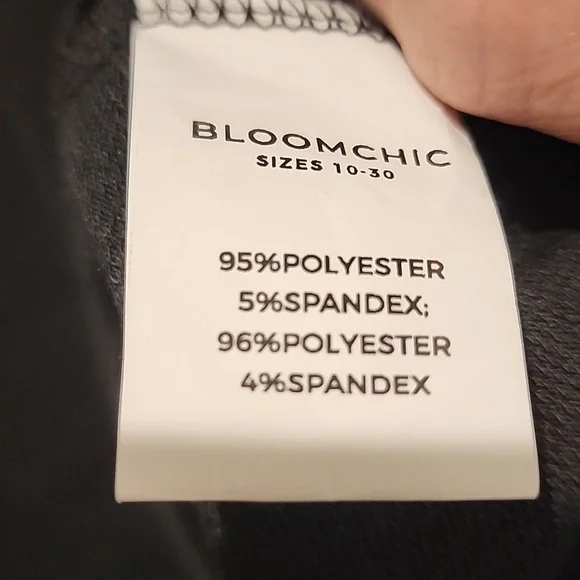 BLOOMCHIC
SIZES 10-30
95%POLYESTER
5%SPANDEX;
96%POLYESTER
4%SPANDEX